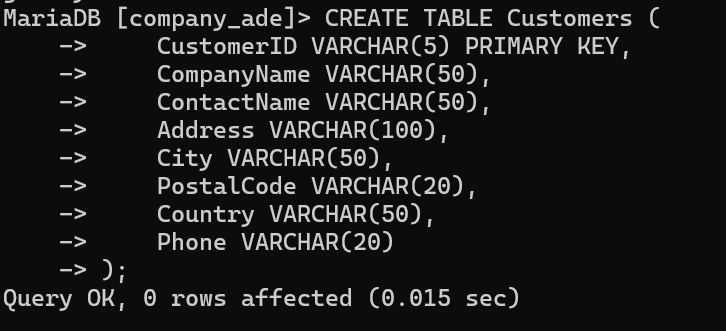 MariaDB [company_ade]> CREATE TABLE Customers (
    ->     CustomerID VARCHAR(5) PRIMARY KEY,
    ->     CompanyName VARCHAR(50),
    ->     ContactName VARCHAR(50),
    ->     Address VARCHAR(100),
    ->     City VARCHAR(50),
    ->     PostalCode VARCHAR(20),
    ->     Country VARCHAR(50),
    ->     Phone VARCHAR(20)
    -> );
Query OK, 0 rows affected (0.015 sec)